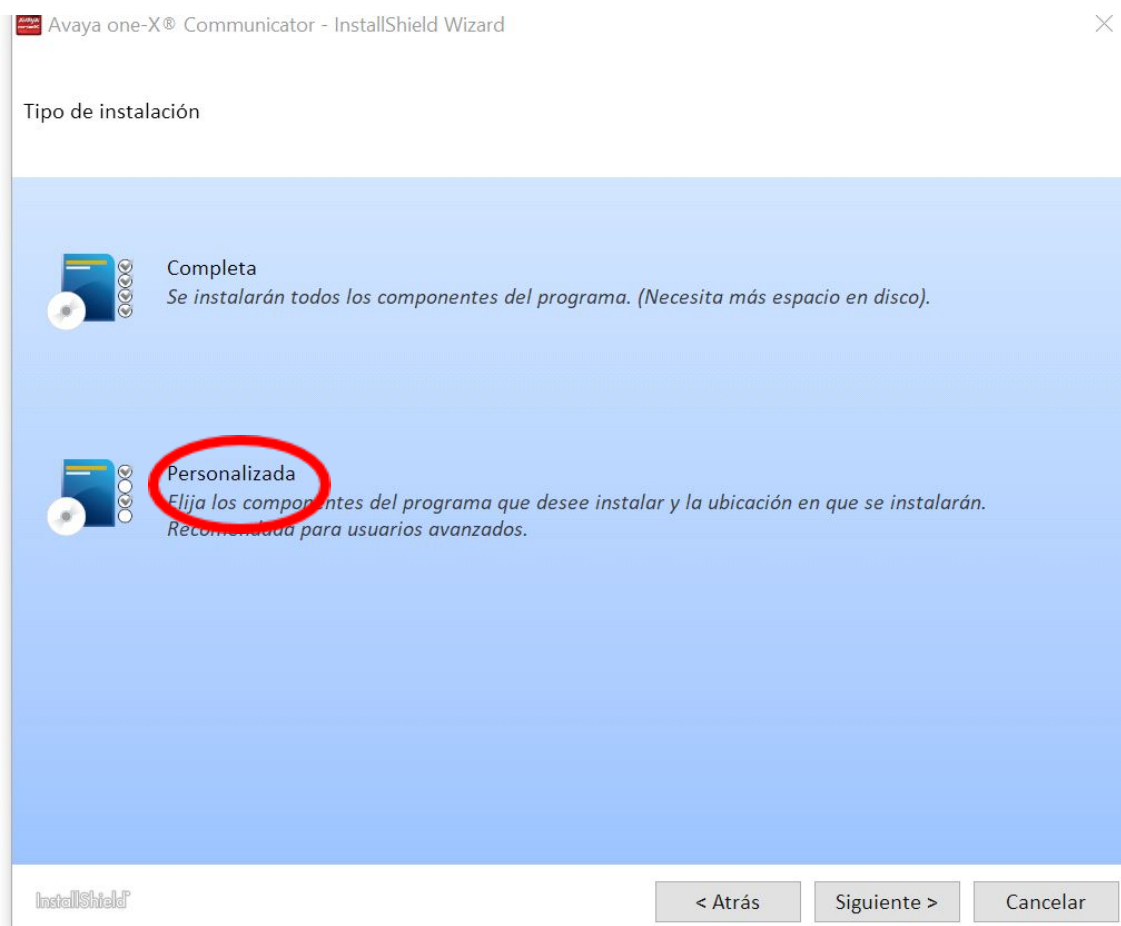 Avaya one-X® Communicator - InstallShield Wizard
Tipo de instalación
Completa
Se instalarán todos los componentes del programa. (Necesita más espacio en disco).
Personalizada
Elija los componentes del programa que desee instalar y la ubicación en que se instalarán.
Recomendada para usuarios avanzados.
InstallShield
< Atrás
Siguiente >
Cancelar